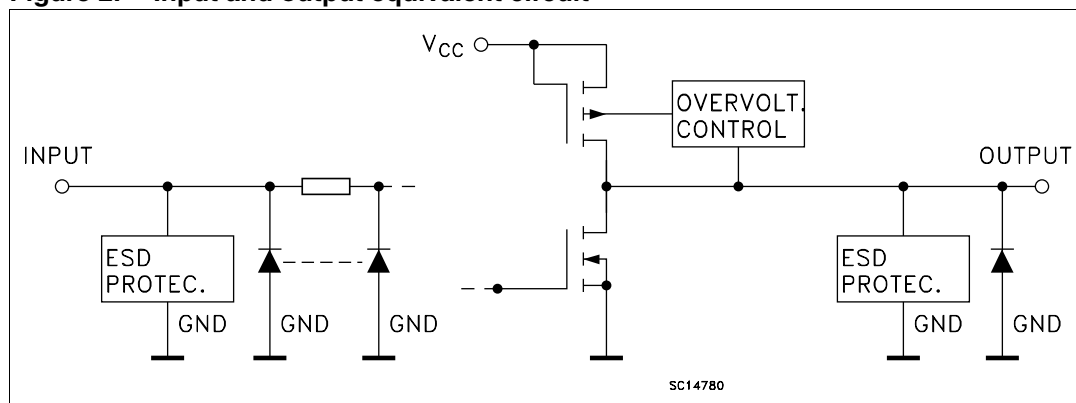 Figure 2. Input and output equivalent circuit
VCC
OVERVOLT.
CONTROL
INPUT
OUTPUT
ESD
PROTEC.
ESD
PROTEC.
GND
GND
GND
GND
GND
SC14780